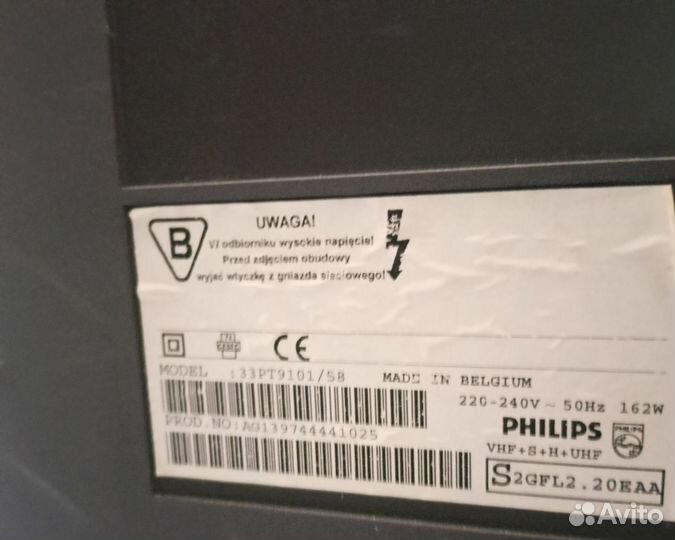 B
UWAGA!
W odbiorniku wysokie napięcie!
Przed zdjęciem obudowy
wyjąć wtyczkę z gniazda sieciowego!
CE
MODEL :33PT9101/58 MADE IN BELGIUM
220-240V ~ 50Hz 162W
PROD.NO:AG139744441025
PHILIPS PHILIPS
VHF+S+H+UHF
S2GFL2.20EAA
Avito